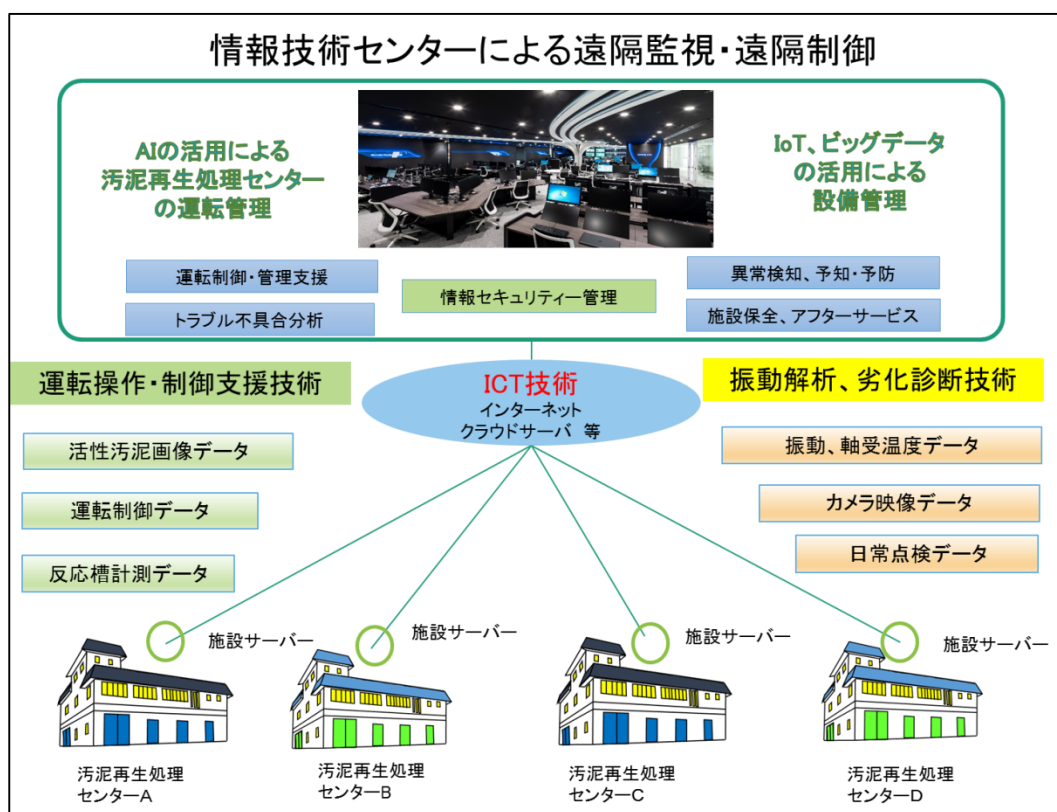 情報技術センターによる遠隔監視・遠隔制御
AIの活用による
汚泥再生処理センター
の運転管理
IoT、ビッグデータ
の活用による
設備管理
運転制御・管理支援
情報セキュリティー管理
異常検知、予知・予防
トラブル不具合分析
施設保全、アフターサービス
運転操作・制御支援技術
ICT技術
インターネット
クラウドサーバ 等
振動解析、劣化診断技術
活性汚泥画像データ
運転制御データ
反応槽計測データ
振動、軸受温度データ
カメラ映像データ
日常点検データ
施設サーバー
施設サーバー
施設サーバー
施設サーバー
汚泥再生処理
センターA
汚泥再生処理
センターB
汚泥再生処理
センターC
汚泥再生処理
センターD